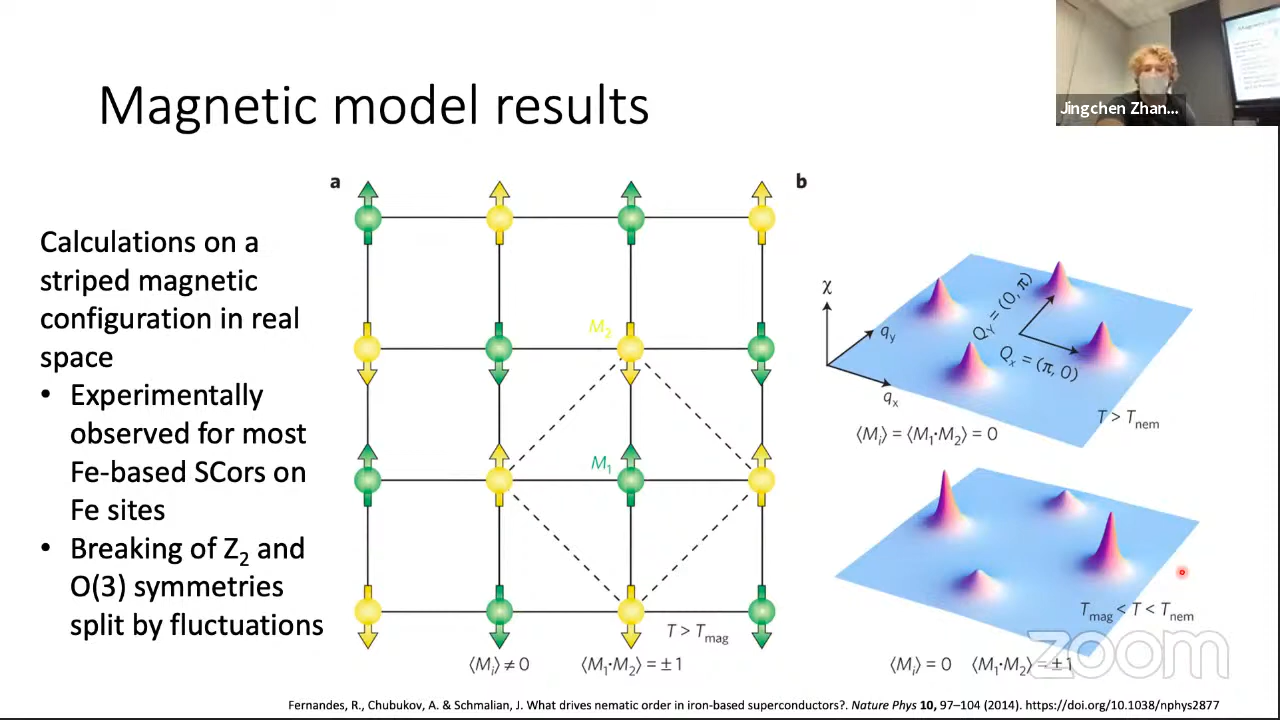 Jingchen Zhan...
Magnetic model results
Calculations on a
striped magnetic
configuration in real
space
• Experimentally
observed for most
Fe-based SCors on
Fe sites
• Breaking of Z₂ and
O(3) symmetries
split by fluctuations
a
M₂
M₁
T > Tmag
⟨Mᵢ⟩ ≠ 0 ⟨M₁·M₂⟩ = ± 1
b
χ
qy
qx
QY = (0, π)
Qx = (π, 0)
T > Tnem
⟨Mᵢ⟩ = ⟨M₁·M₂⟩ = 0
Tmag < T < Tnem
⟨Mᵢ⟩ = 0 ⟨M₁·M₂⟩ = ± 1
zoom
Fernandes, R., Chubukov, A. & Schmalian, J. What drives nematic order in iron-based superconductors?. Nature Phys 10, 97–104 (2014). https://doi.org/10.1038/nphys2877